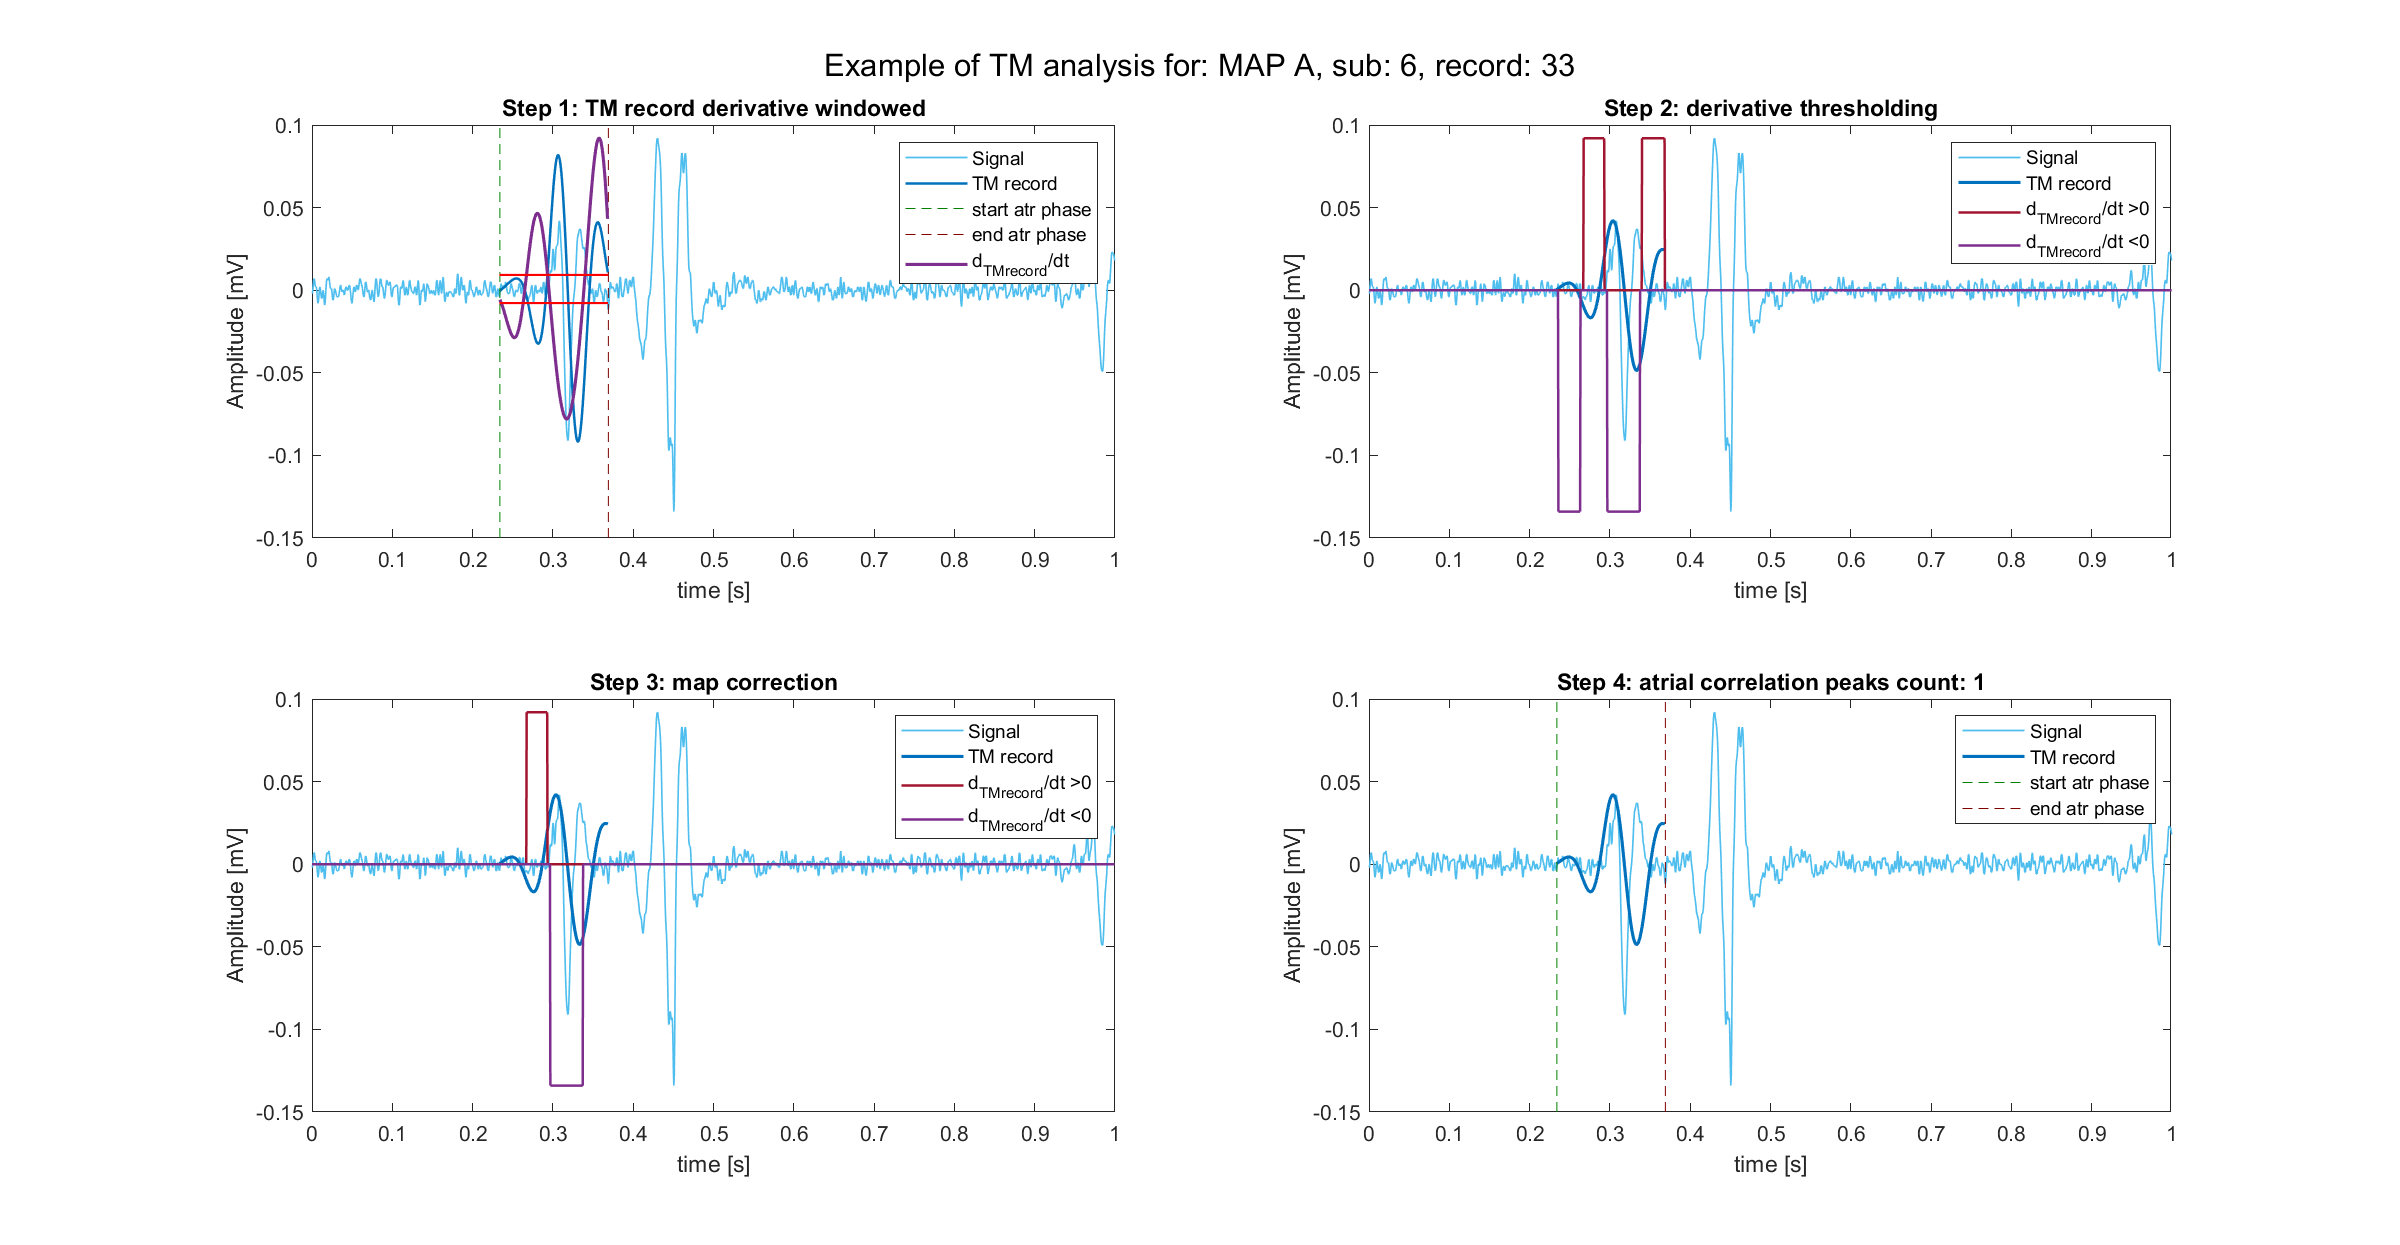 Example of TM analysis for: MAP A, sub: 6, record: 33
Step 1: TM record derivative windowed
Amplitude [mV]
0.1
0.05
0
-0.05
-0.1
-0.15
Signal
TM record
start atr phase
end atr phase
dTMrecord/dt
0 0.1 0.2 0.3 0.4 0.5 0.6 0.7 0.8 0.9 1
time [s]
Step 2: derivative thresholding
Amplitude [mV]
0.1
0.05
0
-0.05
-0.1
-0.15
Signal
TM record
dTMrecord/dt >0
dTMrecord/dt <0
0 0.1 0.2 0.3 0.4 0.5 0.6 0.7 0.8 0.9 1
time [s]
Step 3: map correction
Amplitude [mV]
0.1
0.05
0
-0.05
-0.1
-0.15
Signal
TM record
dTMrecord/dt >0
dTMrecord/dt <0
0 0.1 0.2 0.3 0.4 0.5 0.6 0.7 0.8 0.9 1
time [s]
Step 4: atrial correlation peaks count: 1
Amplitude [mV]
0.1
0.05
0
-0.05
-0.1
-0.15
Signal
TM record
start atr phase
end atr phase
0 0.1 0.2 0.3 0.4 0.5 0.6 0.7 0.8 0.9 1
time [s]